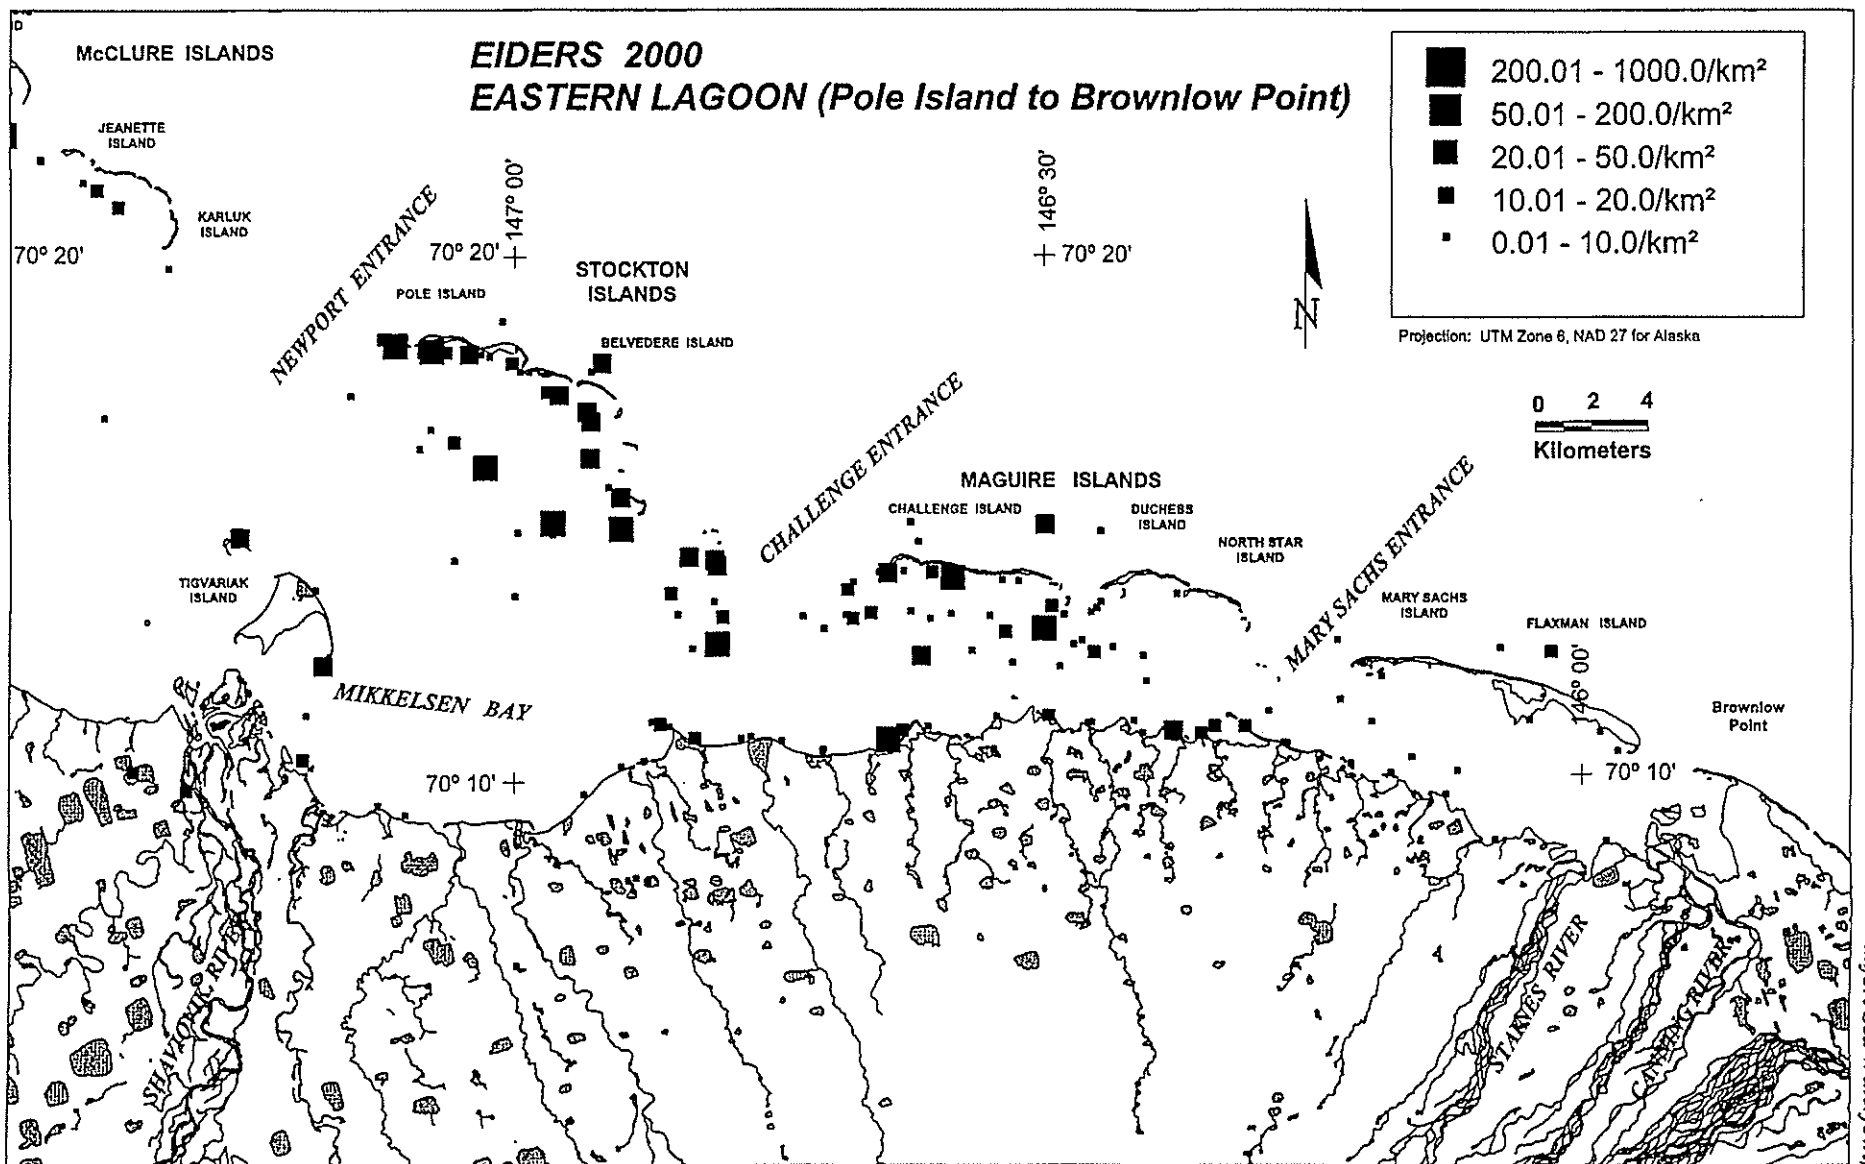 McCLURE ISLANDS
EIDERS 2000
EASTERN LAGOON (Pole Island to Brownlow Point)
200.01 - 1000.0/km²
50.01 - 200.0/km²
20.01 - 50.0/km²
10.01 - 20.0/km²
0.01 - 10.0/km²
Projection: UTM Zone 6, NAD 27 for Alaska
JEANETTE
ISLAND
KARLUK
ISLAND
70° 20'
NEWPORT ENTRANCE
147° 00'
70° 20'
146° 30'
70° 20'
N
STOCKTON
ISLANDS
POLE ISLAND
BELVEDERE ISLAND
0 2 4
Kilometers
CHALLENGE ENTRANCE
MAGUIRE ISLANDS
CHALLENGE ISLAND
DUCHESS
ISLAND
NORTH STAR
ISLAND
MARY SACHS ENTRANCE
MARY SACHS
ISLAND
FLAXMAN ISLAND
146° 00'
Brownlow
Point
TIGVARIAK
ISLAND
MIKKELSEN BAY
70° 10'
70° 10'
SHAVIOVIK RIVER
STAKNES RIVER
CANNING RIVER